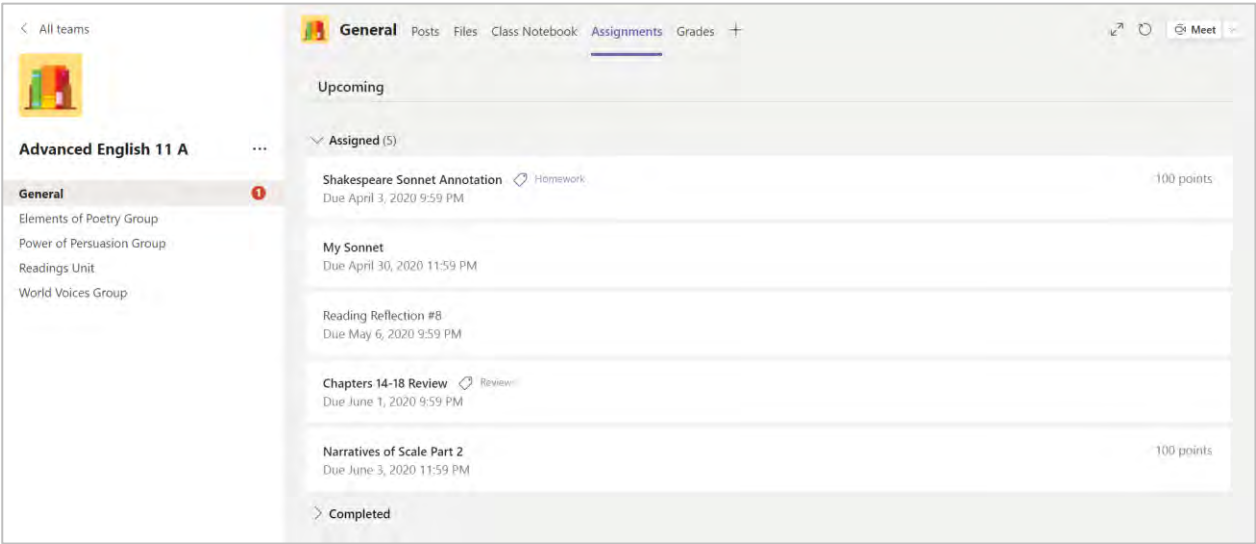 All teams
Advanced English 11 A
General
1
Elements of Poetry Group
Power of Persuasion Group
Readings Unit
World Voices Group
General Posts Files Class Notebook Assignments Grades
Meet
Upcoming
Assigned (5)
Shakespeare Sonnet Annotation Homework 100 points
Due April 3, 2020 9:59 PM
My Sonnet
Due April 30, 2020 11:59 PM
Reading Reflection #8
Due May 6, 2020 9:59 PM
Chapters 14-18 Review Review
Due June 1, 2020 9:59 PM
Narratives of Scale Part 2 100 points
Due June 3, 2020 11:59 PM
Completed